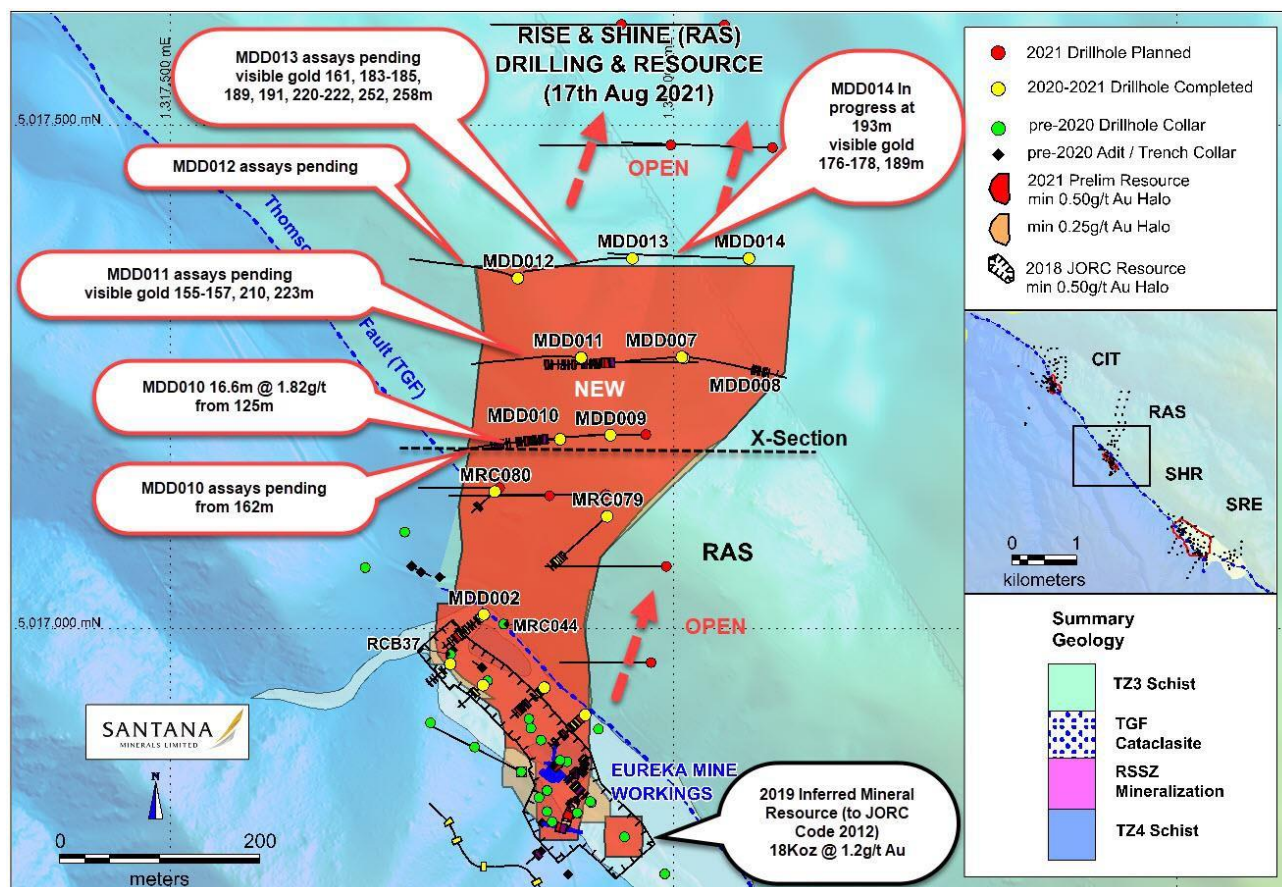 RISE & SHINE (RAS)
DRILLING & RESOURCE
(17th Aug 2021)
1,317,500 mE
5,017,500 mN
MDD013 assays pending
visible gold 161, 183-185,
189, 191, 220-222, 252, 258m
MDD014 In
progress at
193m
visible gold
176-178, 189m
MDD012 assays pending
OPEN
MDD012
MDD013
MDD014
Thomson
Fault (TGF)
MDD011 assays pending
visible gold 155-157, 210, 223m
MDD011
MDD007
MDD008
NEW
MDD010 16.6m @ 1.82g/t
from 125m
MDD010
MDD009
X-Section
MDD010 assays pending
from 162m
MRC080
MRC079
RAS
MDD002
MRC044
RCB37
5,017,000 mN
OPEN
SANTANA
MINERALS LIMITED
N
EUREKA MINE
WORKINGS
2019 Inferred Mineral
Resource (to JORC
Code 2012)
18Koz @ 1.2g/t Au
0
200
meters
2021 Drillhole Planned
2020-2021 Drillhole Completed
pre-2020 Drillhole Collar
pre-2020 Adit / Trench Collar
2021 Prelim Resource
min 0.50g/t Au Halo
min 0.25g/t Au Halo
2018 JORC Resource
min 0.50g/t Au Halo
CIT
RAS
SHR
SRE
0
1
kilometers
Summary
Geology
TZ3 Schist
TGF
Cataclasite
RSSZ
Mineralization
TZ4 Schist